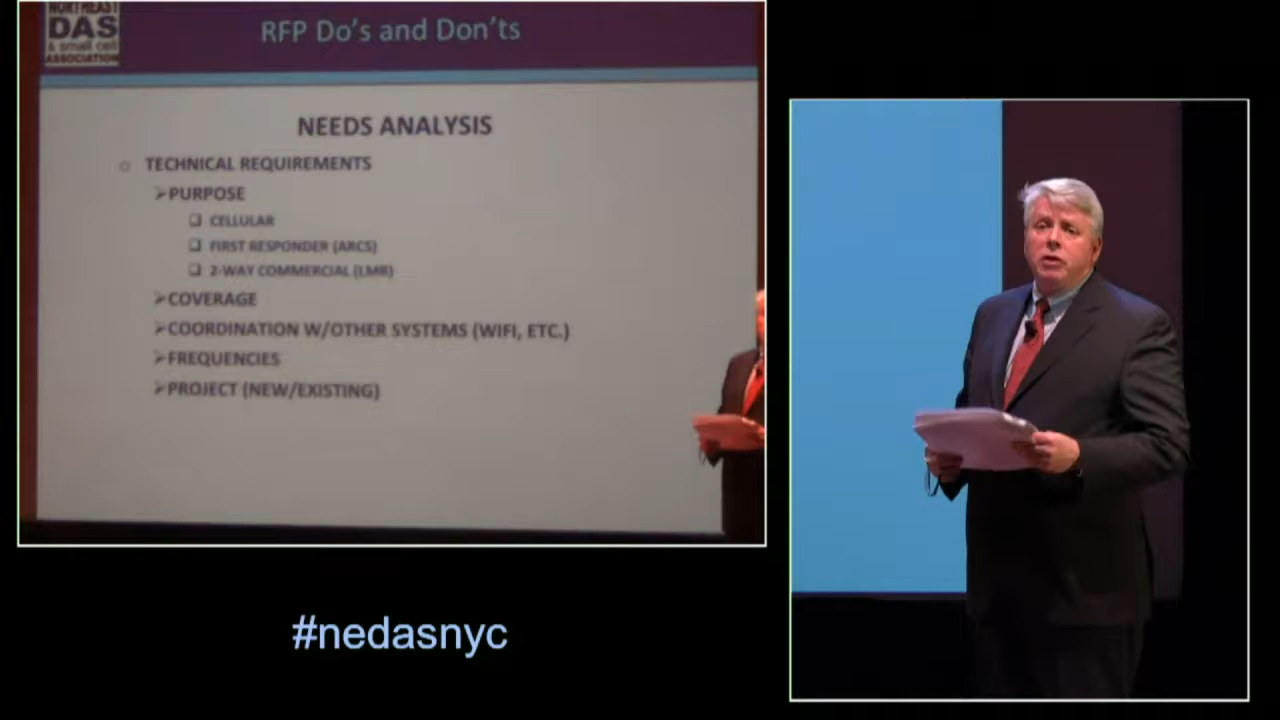 NORTHEAST
DAS
& small cell
ASSOCIATION
RFP Do's and Don'ts
NEEDS ANALYSIS
TECHNICAL REQUIREMENTS
PURPOSE
CELLULAR
FIRST RESPONDER (ARCS)
2-WAY COMMERCIAL (LMR)
COVERAGE
COORDINATION W/OTHER SYSTEMS (WIFI, ETC.)
FREQUENCIES
PROJECT (NEW/EXISTING)
#nedasnyc